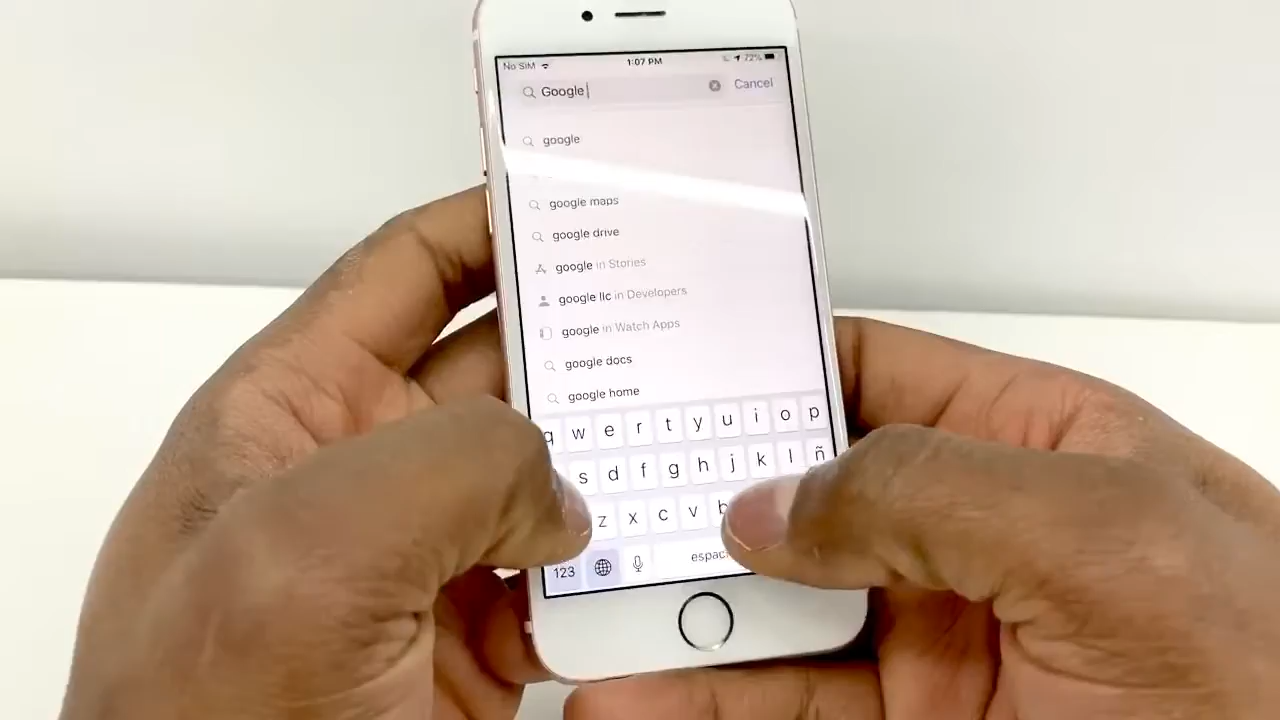 No SIM 1:07 PM 72%
Google Cancel
google
google maps
google drive
google in Stories
google llc in Developers
google in Watch Apps
google docs
google home
q w e r t y u i o p
s d f g h j k l ñ
z x c v b
123 espac